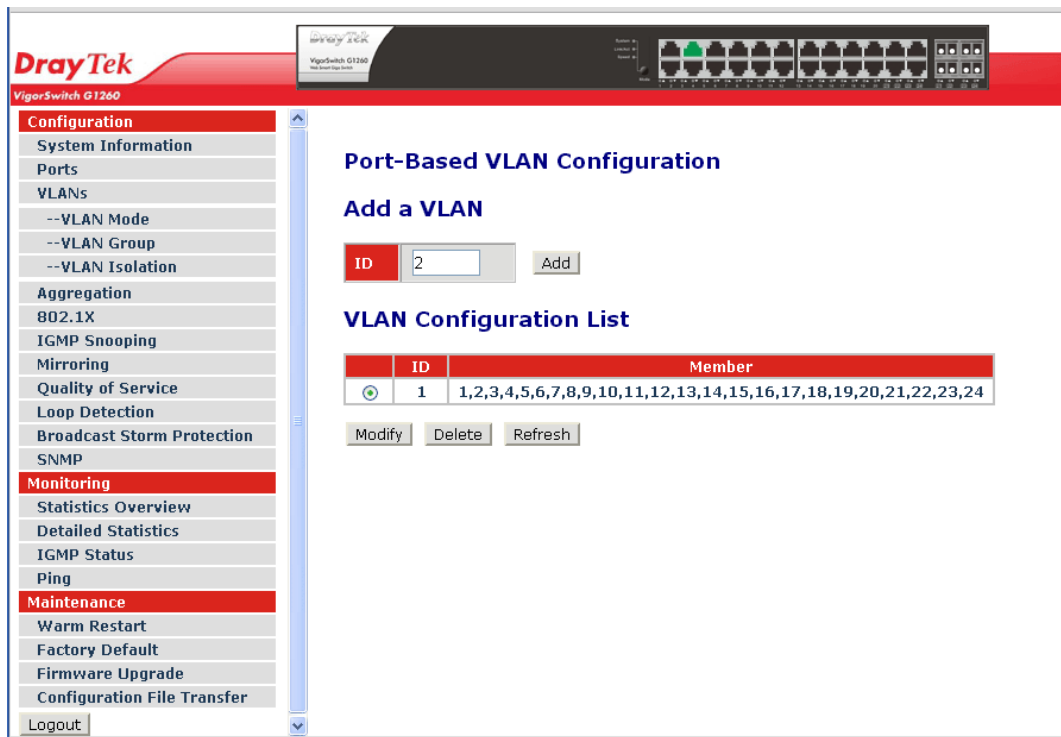 DrayTek
VigorSwitch G1260
DrayTek
VigorSwitch G1260
Configuration
System Information
Ports
VLANs
--VLAN Mode
--VLAN Group
--VLAN Isolation
Aggregation
802.1X
IGMP Snooping
Mirroring
Quality of Service
Loop Detection
Broadcast Storm Protection
SNMP
Monitoring
Statistics Overview
Detailed Statistics
IGMP Status
Ping
Maintenance
Warm Restart
Factory Default
Firmware Upgrade
Configuration File Transfer
Logout
Port-Based VLAN Configuration
Add a VLAN
ID 2 Add
VLAN Configuration List
ID Member
1 1,2,3,4,5,6,7,8,9,10,11,12,13,14,15,16,17,18,19,20,21,22,23,24
Modify Delete Refresh